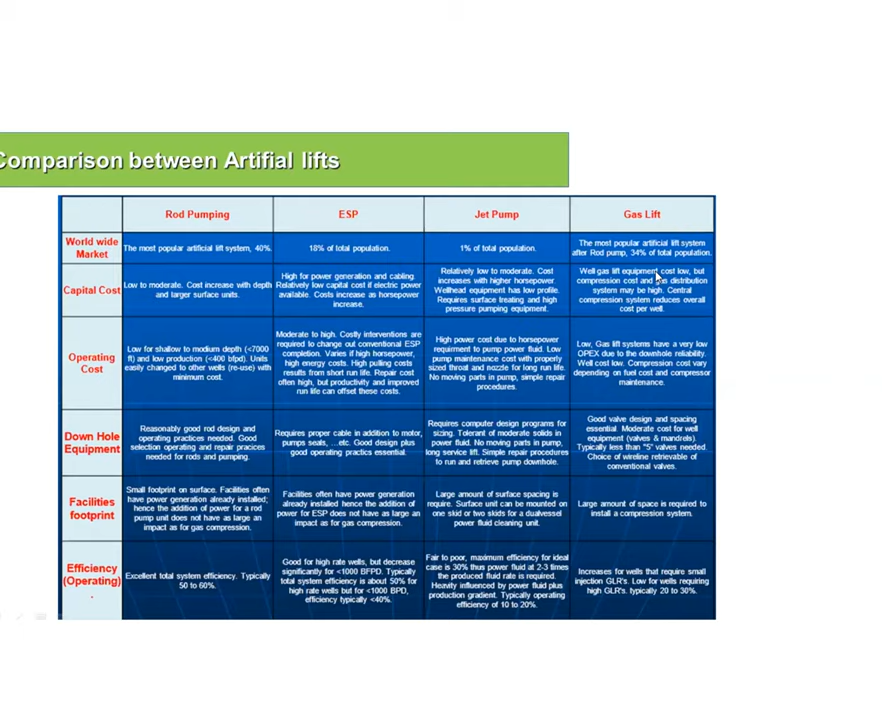 Comparison between Artifial lifts
Rod Pumping
ESP
Jet Pump
Gas Lift
World wide
Market
The most popular artificial lift system, 40%.
18% of total population.
1% of total population.
The most popular artificial lift system
after Rod pump, 34% of total population.
Capital Cost
Low to moderate. Cost increase with depth
and larger surface units.
High for power generation and cabling.
Relatively low capital cost if electric power
available. Costs increase as horsepower
increase.
Relatively low to moderate. Cost
increases with higher horsepower.
Wellhead equipment has low profile.
Requires surface treating and high
pressure pumping equipment.
Well gas lift equipment cost low, but
compression cost and gas distribution
system may be high. Central
compression system reduces overall
cost per well.
Operating
Cost
Low for shallow to modium depth (<7000
ft) and low production (<400 bfpd). Units
easily changed to other wells (re-use) with
minimum cost.
Moderate to high. Costly interventions are
required to change out conventional ESP
completion. Varies if high horsepower,
high energy costs. High pulling costs
results from short run life. Repair cost
often high, but productivity and improved
run life can offset these costs.
High power cost due to horsepower
requirment to pump power fluid. Low
pump maintenance cost with properly
sized throat and nozzle for long run life.
No moving parts in pump, simple repair
procedures.
Low, Gas lift systems have a very low
OPEX due to the downhole reliability.
Well cost low. Compression cost vary
depending on fuel cost and compressor
maintenance.
Down Hole
Equipment
Reasonably good rod design and
operating practices needed. Good
selection operating and repair pracices
needed for rods and pumping.
Requires proper cable in addition to motor,
pumps seals, ...etc. Good design plus
good operating practics essential.
Requires computer design programs for
sizing. Tolerant of moderate solids in
power fluid. No moving parts in pump,
long service lift. Simple repair procedures
to run and retrieve pump downhole.
Good valve design and spacing
essential. Moderate cost for well
equipment (valves & mandrels).
Typically less than "5" valves needed.
Choice of wireline retrievable of
conventional valves.
Facilities
footprint
Small footprint on surface. Facilities often
have power generation already installed;
hence the addition of power for a rod
pump unit does not have as large an
impact as for gas compression.
Facilities often have power generation
already installed hence the addition of
power for ESP does not have as large an
impact as for gas compression.
Large amount of surface spacing is
require. Surface unit can be mounted on
one skid or two skids for a dualvessel
power fluid cleaning unit.
Large amount of space is required to
install a compression system.
Efficiency
(Operating)
.
Excellent total system efficiency. Typically
50 to 60%.
Good for high rate wells, but decrease
significantly for <1000 BFPD. Typically
total system efficiency is about 50% for
high rate wells but for <1000 BPD,
efficiency typically <40%.
Fair to poor, maximum efficiency for ideal
case is 30% thus power fluid at 2-3 times
the produced fluid rate is required.
Heavily influenced by power fluid plus
production gradient. Typically operating
efficiency of 10 to 20%.
Increases for wells that require small
injection GLR's. Low for wells requiring
high GLR's. typically 20 to 30%.